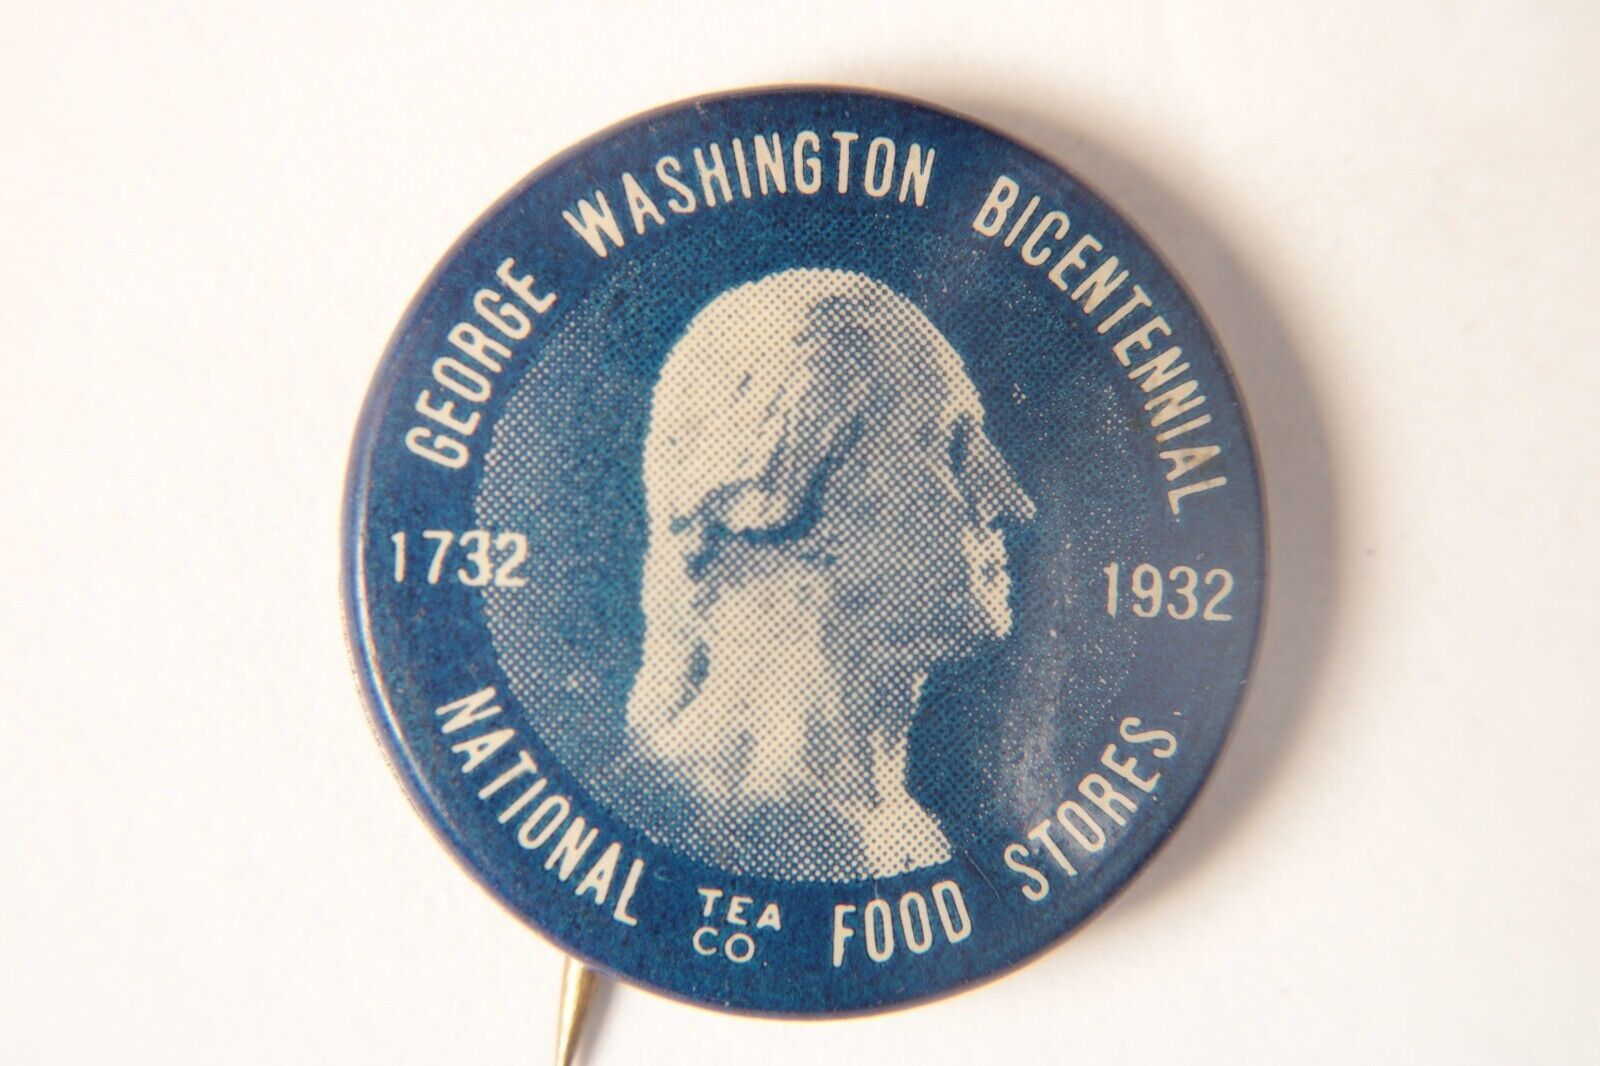 GEORGE WASHINGTON BICENTENNIAL
1732
1932
NATIONAL TEA CO FOOD STORES